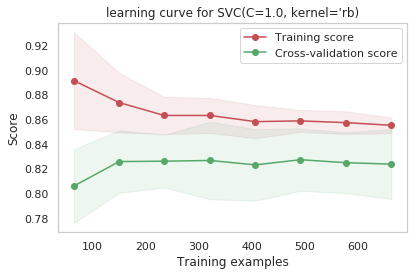 learning curve for SVC(C=1.0, kernel='rb)
Training score
Cross-validation score
Score
0.92
0.90
0.88
0.86
0.84
0.82
0.80
0.78
100
200
300
400
500
600
Training examples